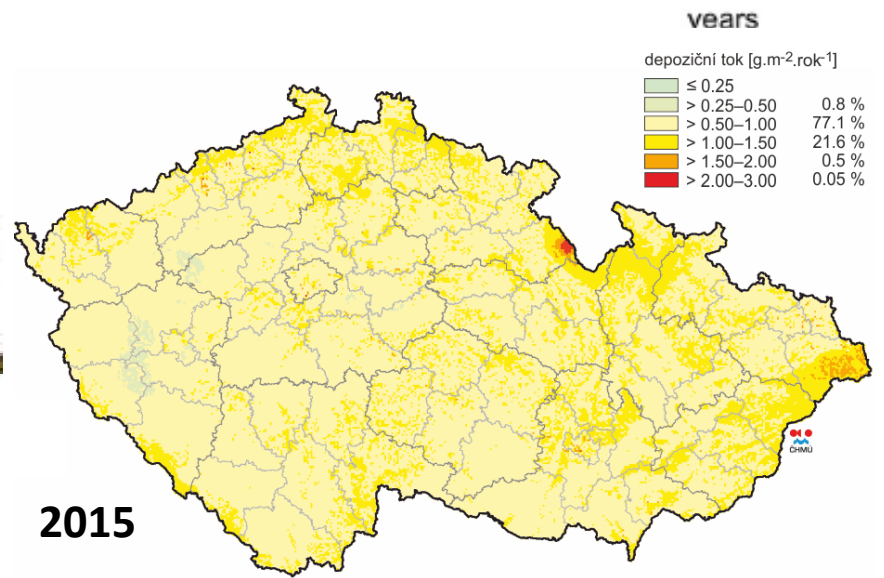 years
depoziční tok [g.m-2.rok-1]
≤ 0.25
> 0.25–0.50 0.8 %
> 0.50–1.00 77.1 %
> 1.00–1.50 21.6 %
> 1.50–2.00 0.5 %
> 2.00–3.00 0.05 %
CHMU
2015